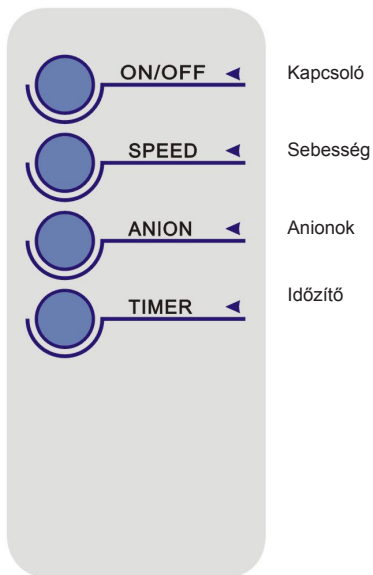 ON/OFF Kapcsoló
SPEED Sebesség
ANION Anionok
TIMER Időzítő